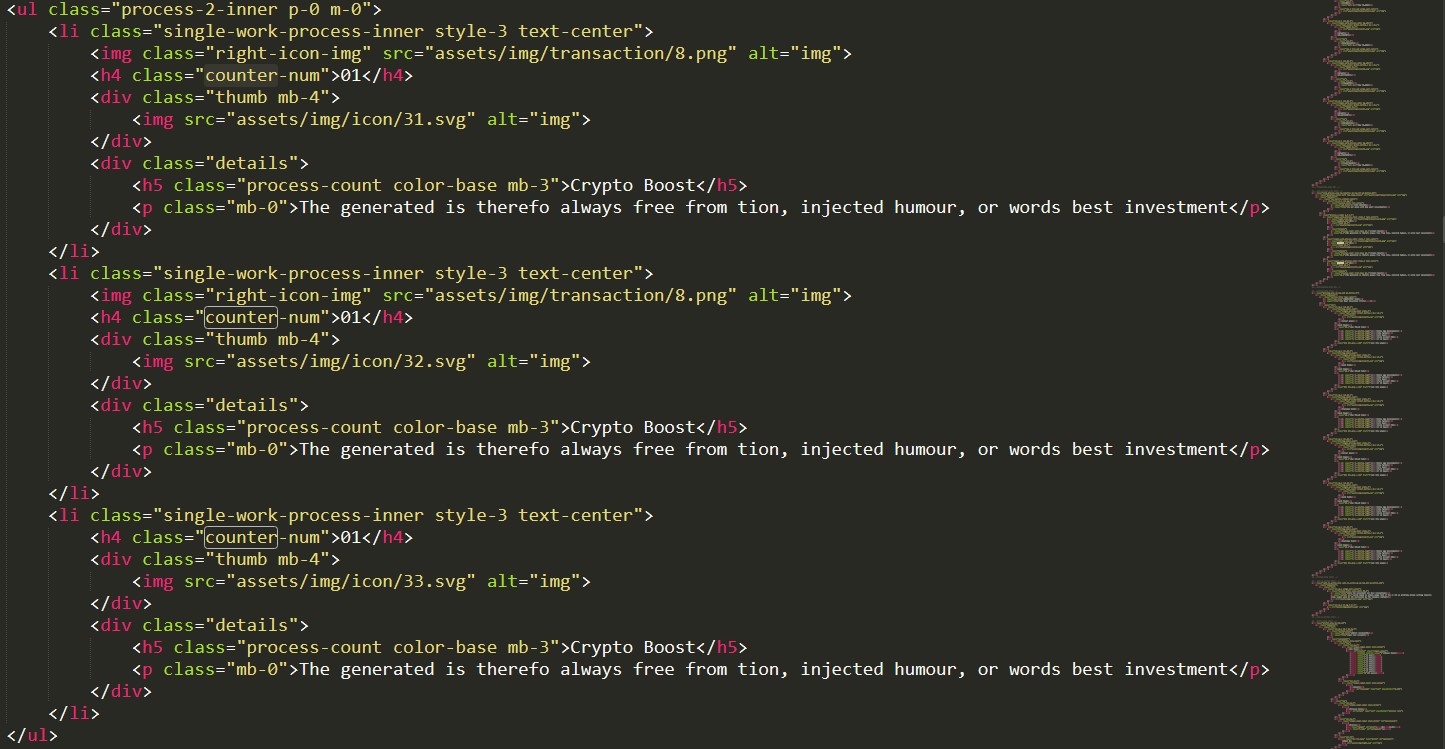 <ul class="process-2-inner p-0 m-0">
<li class="single-work-process-inner style-3 text-center">
<img class="right-icon-img" src="assets/img/transaction/8.png" alt="img">
<h4 class="counter-num">01</h4>
<div class="thumb mb-4">
<img src="assets/img/icon/31.svg" alt="img">
</div>
<div class="details">
<h5 class="process-count color-base mb-3">Crypto Boost</h5>
<p class="mb-0">The generated is therefo always free from tion, injected humour, or words best investment</p>
</div>
</li>
<li class="single-work-process-inner style-3 text-center">
<img class="right-icon-img" src="assets/img/transaction/8.png" alt="img">
<h4 class="counter-num">01</h4>
<div class="thumb mb-4">
<img src="assets/img/icon/32.svg" alt="img">
</div>
<div class="details">
<h5 class="process-count color-base mb-3">Crypto Boost</h5>
<p class="mb-0">The generated is therefo always free from tion, injected humour, or words best investment</p>
</div>
</li>
<li class="single-work-process-inner style-3 text-center">
<h4 class="counter-num">01</h4>
<div class="thumb mb-4">
<img src="assets/img/icon/33.svg" alt="img">
</div>
<div class="details">
<h5 class="process-count color-base mb-3">Crypto Boost</h5>
<p class="mb-0">The generated is therefo always free from tion, injected humour, or words best investment</p>
</div>
</li>
</ul>